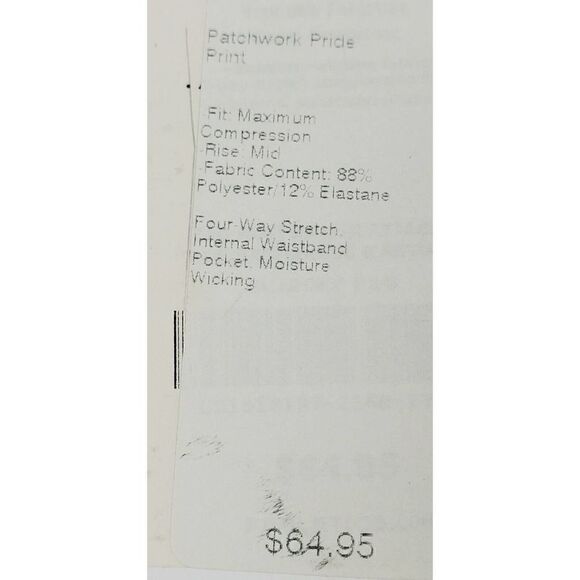 Patchwork Pride
Print
-Fit: Maximum
Compression
-Rise: Mid
-Fabric Content: 88%
Polyester/12% Elastane
Four-Way Stretch,
Internal Waistband
Pocket, Moisture
Wicking
$64.95